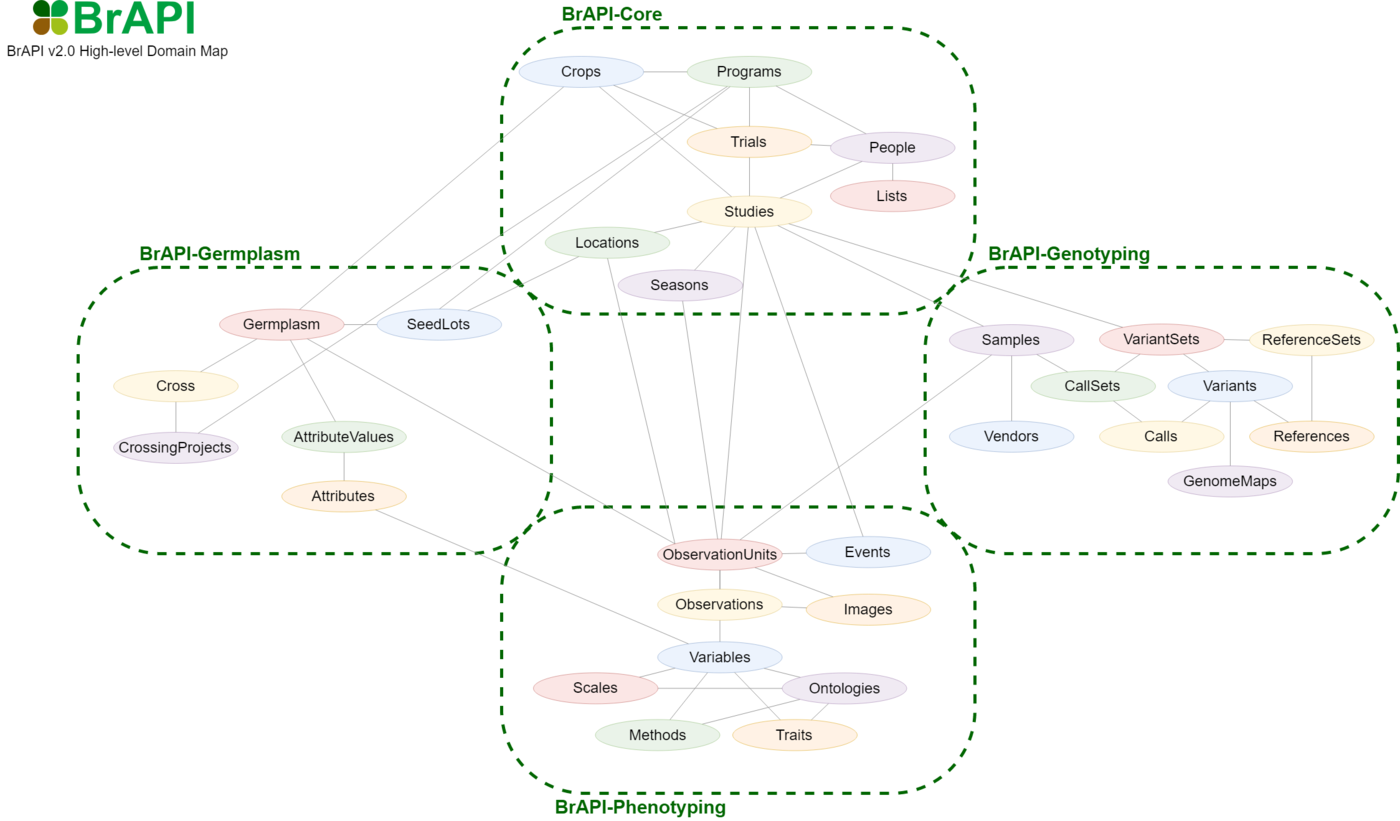 BrAPI
BrAPI v2.0 High-level Domain Map
BrAPI-Core
Crops
Programs
Trials
People
Lists
Studies
Locations
Seasons
BrAPI-Germplasm
Germplasm
SeedLots
Cross
CrossingProjects
AttributeValues
Attributes
BrAPI-Genotyping
Samples
VariantSets
ReferenceSets
CallSets
Variants
Vendors
Calls
References
GenomeMaps
ObservationUnits
Events
Observations
Images
Variables
Scales
Ontologies
Methods
Traits
BrAPI-Phenotyping